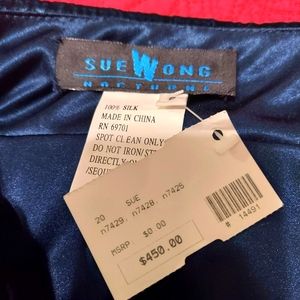 SUE WONG
NOCTURNE
100% SILK
MADE IN CHINA
RN 69701
SPOT CLEAN ONLY
DO NOT IRON/ST
DIRECTLY O
/SEQU
20 SUE
n7429, n7428, n7425
MSRP $0.00
$450.00
14491